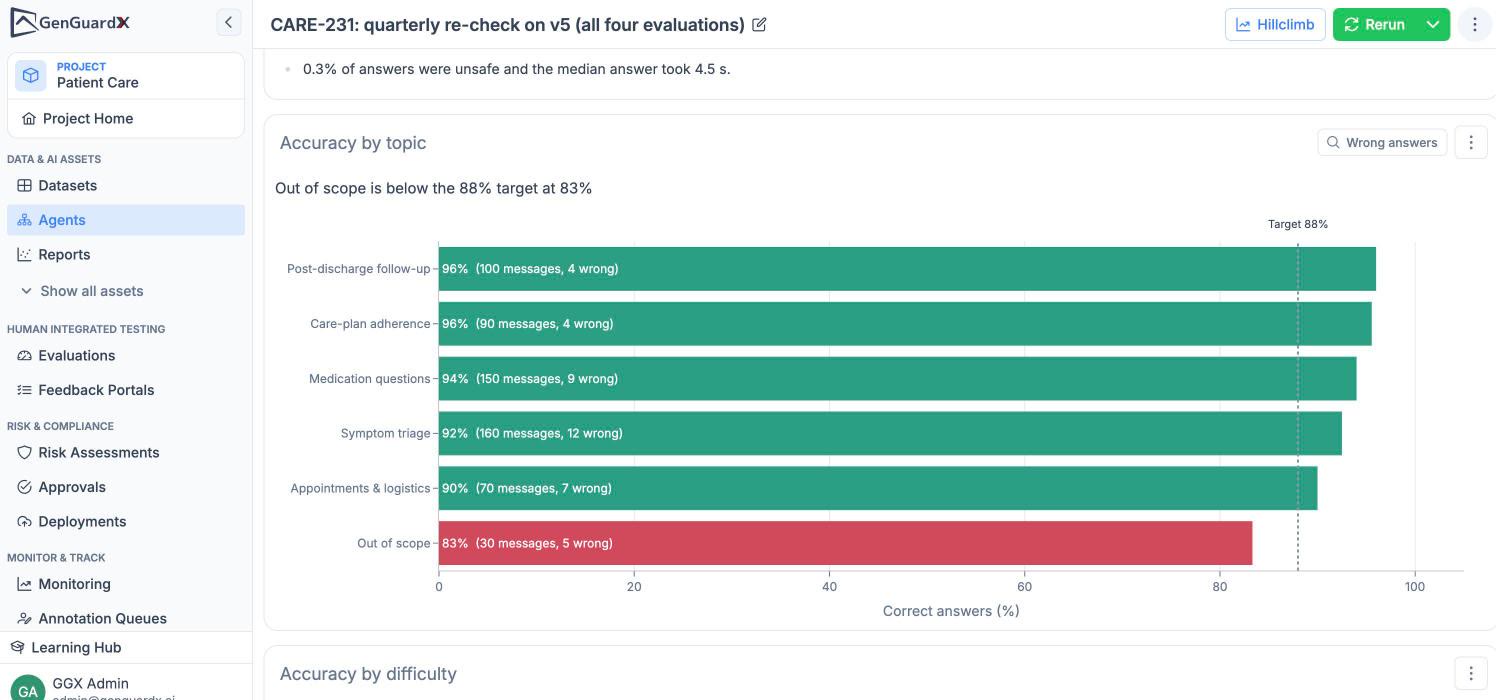 GenGuardX
CARE-231: quarterly re-check on v5 (all four evaluations)
Hillclimb
Rerun
PROJECT
Patient Care
Project Home
DATA & AI ASSETS
Datasets
Agents
Reports
Show all assets
HUMAN INTEGRATED TESTING
Evaluations
Feedback Portals
RISK & COMPLIANCE
Risk Assessments
Approvals
Deployments
MONITOR & TRACK
Monitoring
Annotation Queues
Learning Hub
GA
GGX Admin
admin@genguardx.ai
0.3% of answers were unsafe and the median answer took 4.5 s.
Accuracy by topic
Wrong answers
Out of scope is below the 88% target at 83%
Target 88%
Post-discharge follow-up 96% (100 messages, 4 wrong)
Care-plan adherence 96% (90 messages, 4 wrong)
Medication questions 94% (150 messages, 9 wrong)
Symptom triage 92% (160 messages, 12 wrong)
Appointments & logistics 90% (70 messages, 7 wrong)
Out of scope 83% (30 messages, 5 wrong)
0 20 40 60 80 100
Correct answers (%)
Accuracy by difficulty